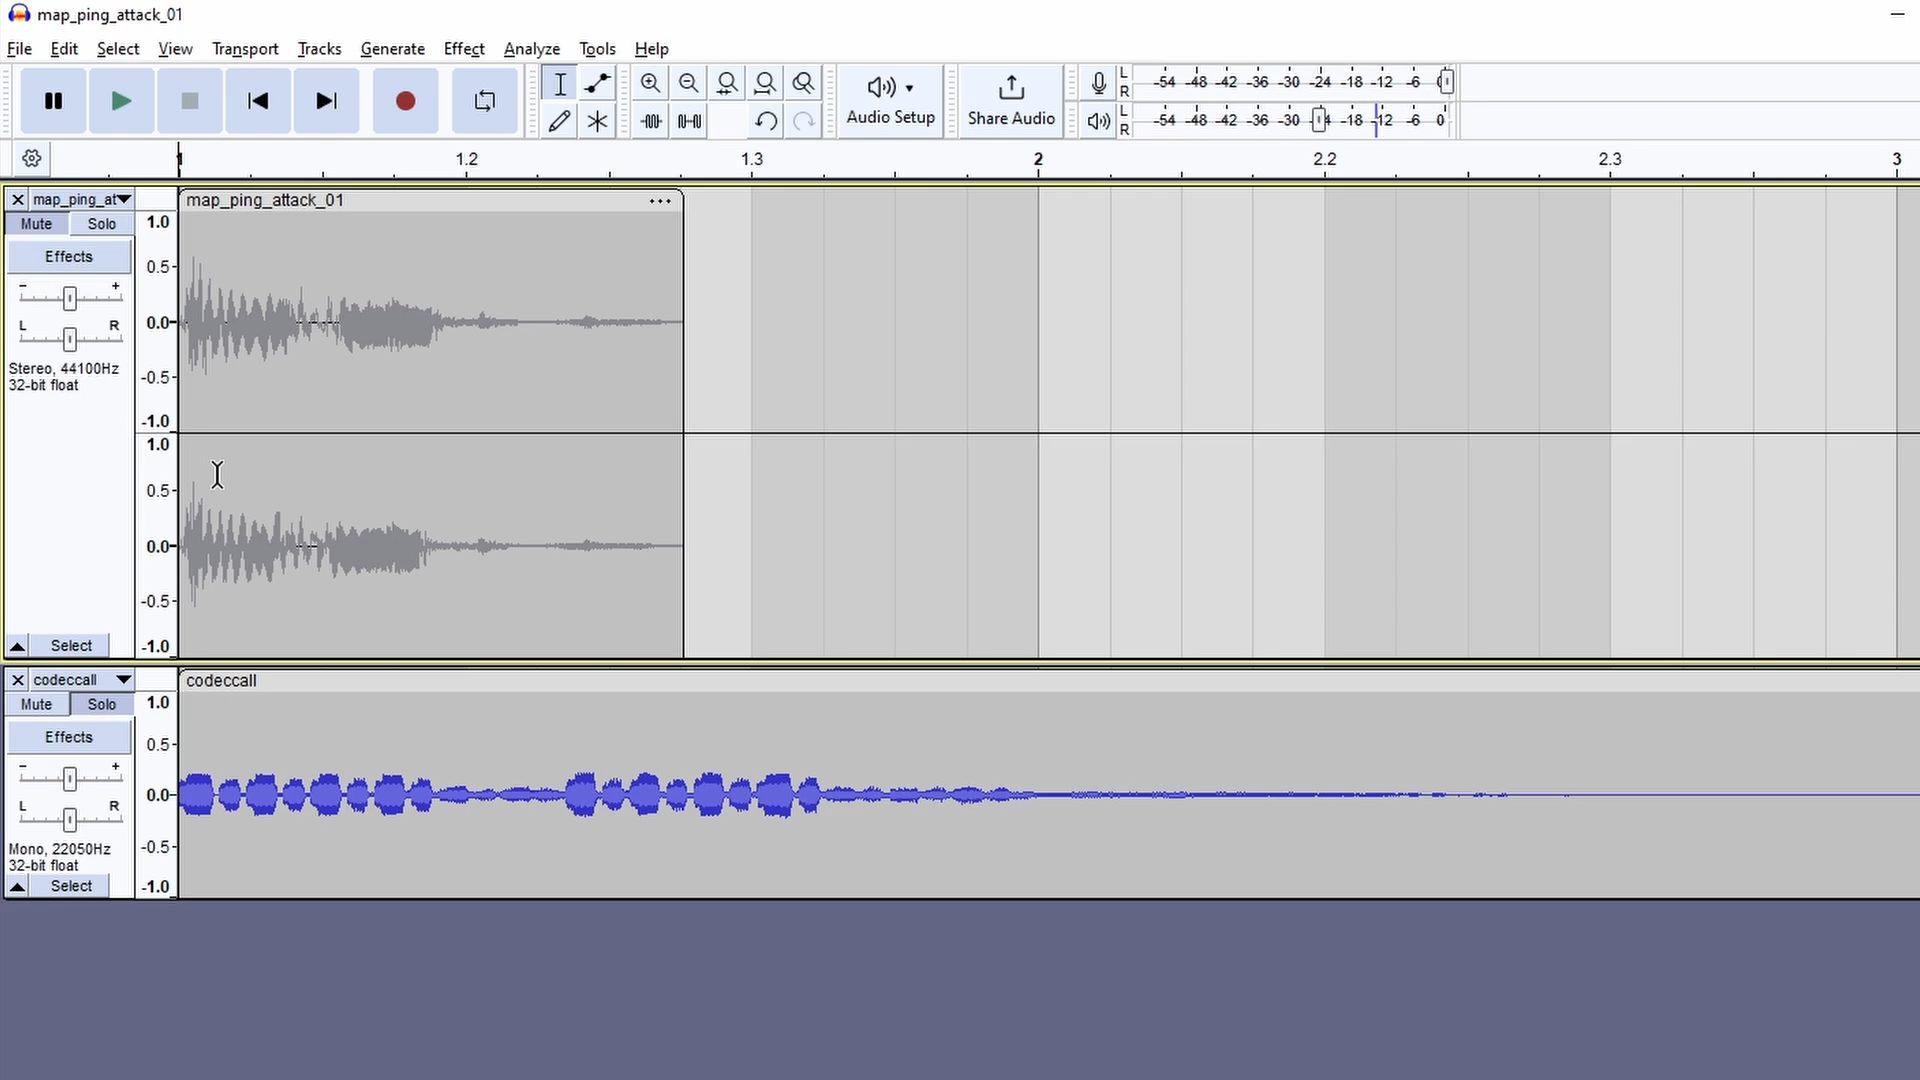 map_ping_attack_01
File Edit Select View Transport Tracks Generate Effect Analyze Tools Help
L R -54 -48 -42 -36 -30 -24 -18 -12 -6
Audio Setup
Share Audio
L R -54 -48 -42 -36 -30 -18 -12 -6 0
1 1.2 1.3 2 2.2 2.3 3
map_ping_at
map_ping_attack_01
Mute Solo
Effects
- +
L R
Stereo, 44100Hz
32-bit float
Select
1.0
0.5
0.0
-0.5
-1.0
1.0
0.5
0.0
-0.5
-1.0
codeccall
codeccall
Mute Solo
Effects
- +
L R
Mono, 22050Hz
32-bit float
Select
1.0
0.5
0.0
-0.5
-1.0